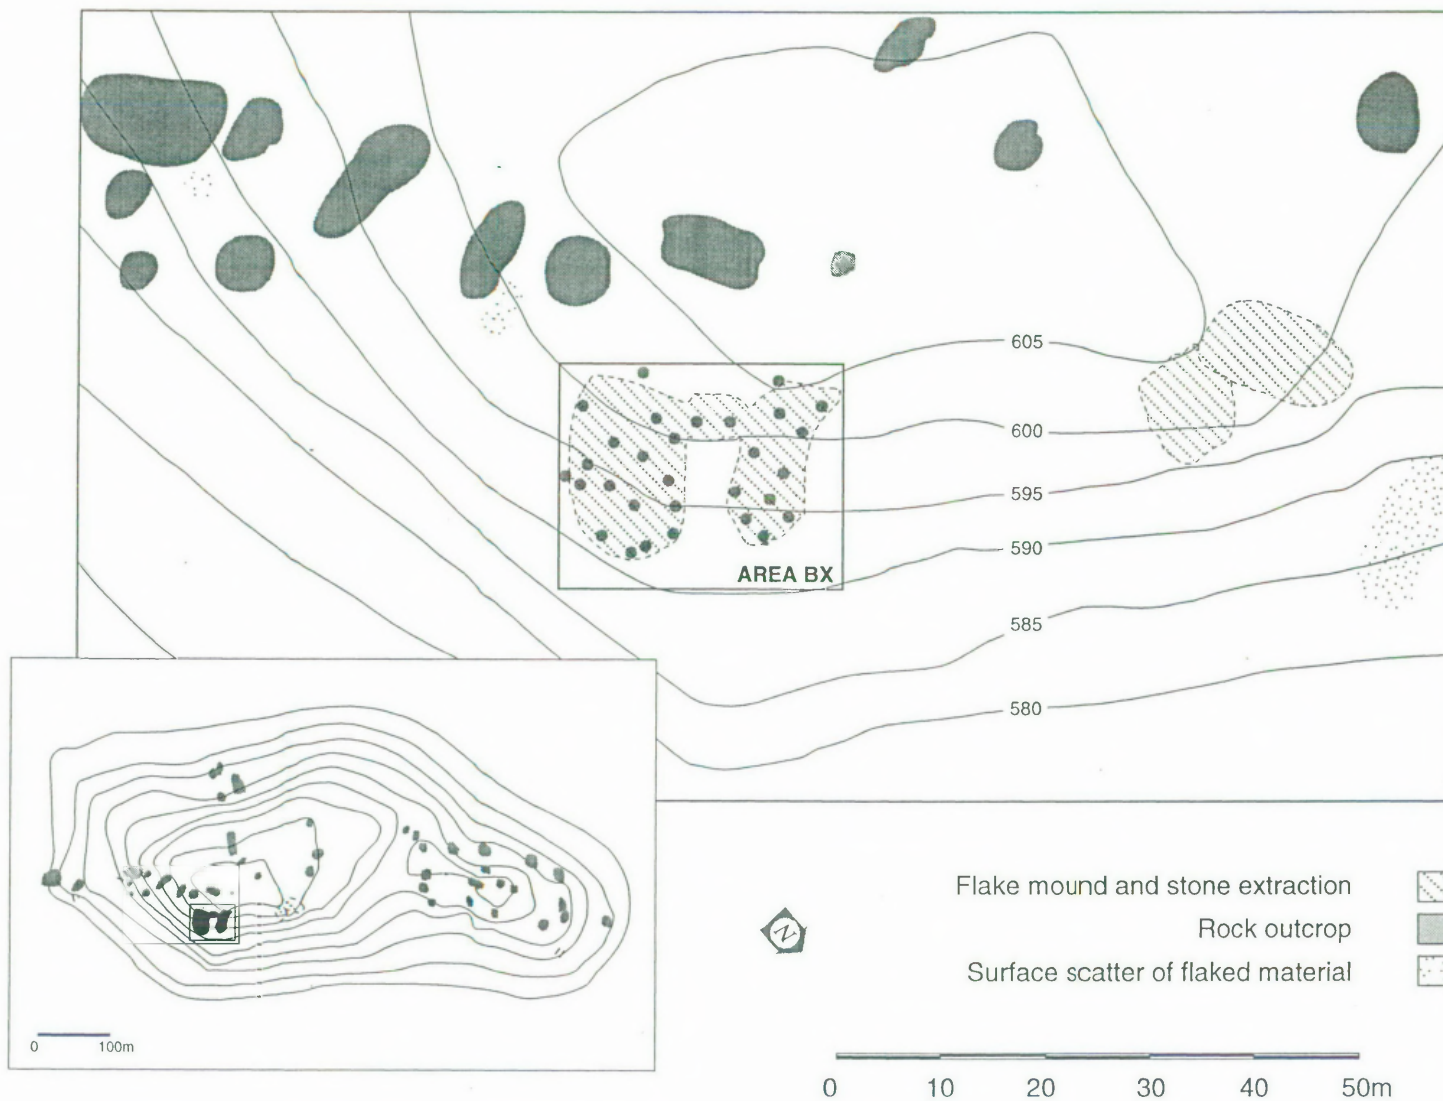 605
600
595
590
AREA BX
585
580
Flake mound and stone extraction
N
Rock outcrop
Surface scatter of flaked material
0 100m
0 10 20 30 40 50m